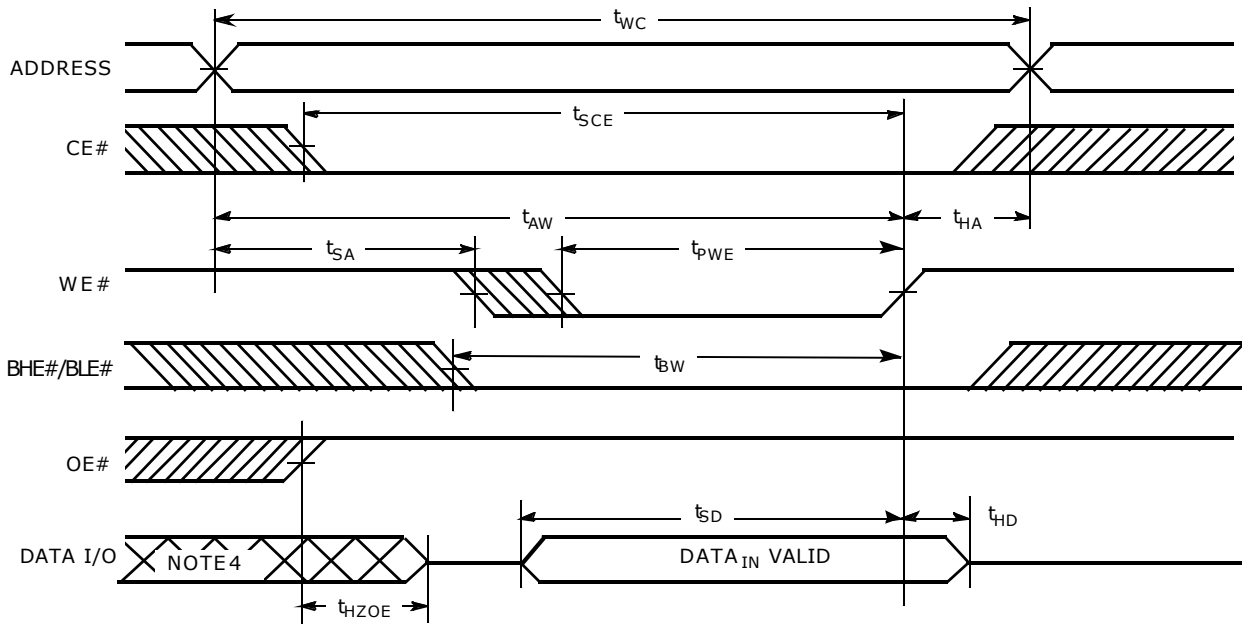 tWC
ADDRESS
tSCE
CE#
tAW
tHA
tSA
tPWE
WE#
BHE#/BLE#
tBW
OE#
tSD
tHD
DATA I/O
NOTE4
DATAIN VALID
tHZOE